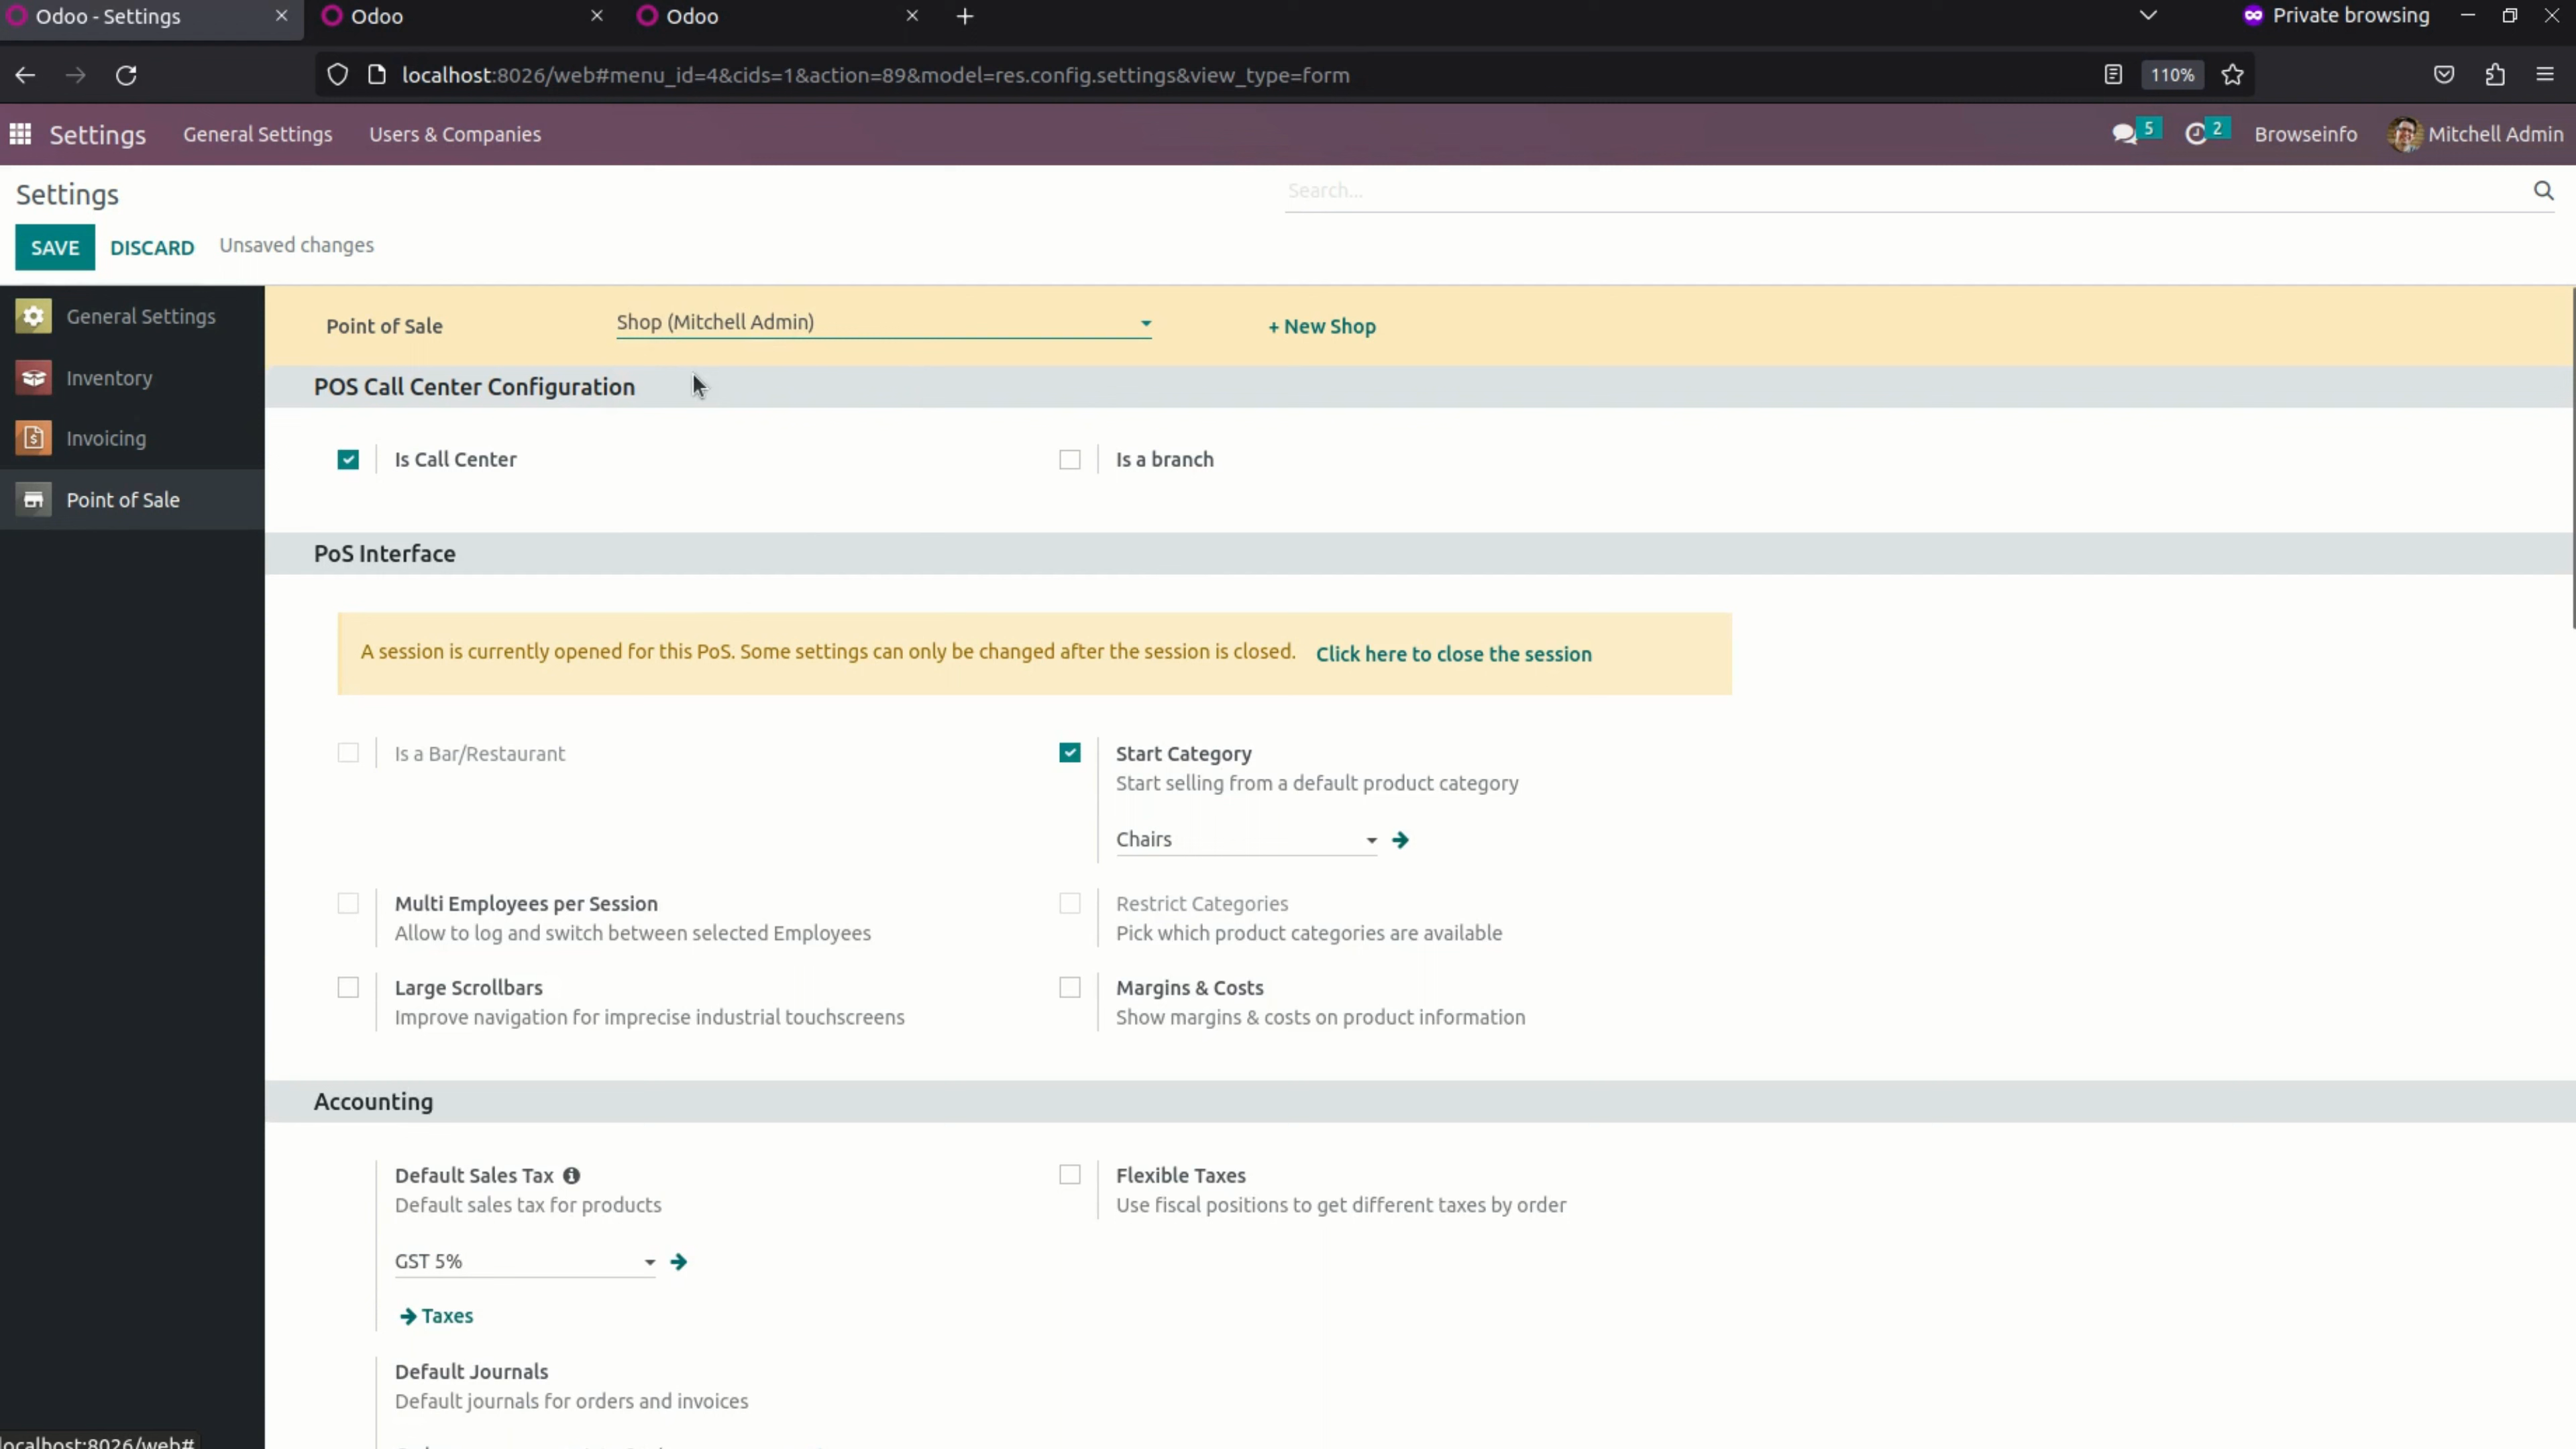 Odoo - Settings
Odoo
Odoo
Private browsing
localhost:8026/web#menu_id=4&cids=1&action=89&model=res.config.settings&view_type=form
110%
Settings
General Settings
Users & Companies
5
2
Browseinfo
Mitchell Admin
Settings
Search...
SAVE
DISCARD
Unsaved changes
General Settings
Inventory
Invoicing
Point of Sale
Point of Sale
Shop (Mitchell Admin)
+ New Shop
POS Call Center Configuration
Is Call Center
Is a branch
PoS Interface
A session is currently opened for this PoS. Some settings can only be changed after the session is closed. Click here to close the session
Is a Bar/Restaurant
Start Category
Start selling from a default product category
Chairs
Multi Employees per Session
Allow to log and switch between selected Employees
Restrict Categories
Pick which product categories are available
Large Scrollbars
Improve navigation for imprecise industrial touchscreens
Margins & Costs
Show margins & costs on product information
Accounting
Default Sales Tax
Default sales tax for products
GST 5%
Taxes
Flexible Taxes
Use fiscal positions to get different taxes by order
Default Journals
Default journals for orders and invoices
localhost:8026/web#